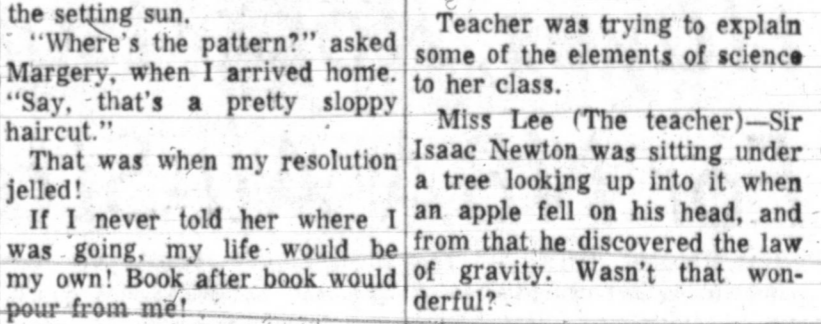 the setting sun.
"Where's the pattern?" asked
Margery, when I arrived home.
"Say, that's a pretty sloppy
haircut."
That was when my resolution
jelled!
If I never told her where I
was going, my life would be
my own! Book after book would
pour from me!
Teacher was trying to explain
some of the elements of science
to her class.
Miss Lee (The teacher)—Sir
Isaac Newton was sitting under
a tree looking up into it when
an apple fell on his head, and
from that he discovered the law
of gravity. Wasn't that won-
derful?